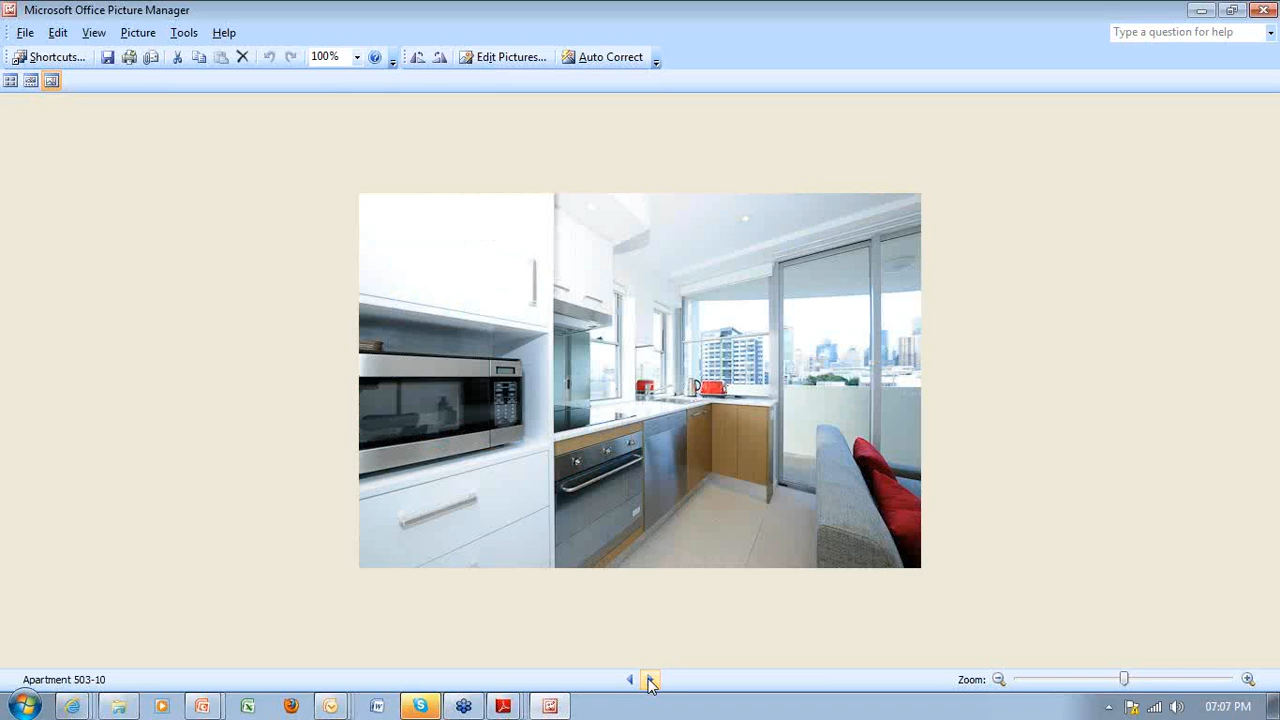 Microsoft Office Picture Manager
File Edit View Picture Tools Help
Type a question for help
Shortcuts... 100% Edit Pictures... Auto Correct
Apartment 503-10
Zoom:
07:07 PM